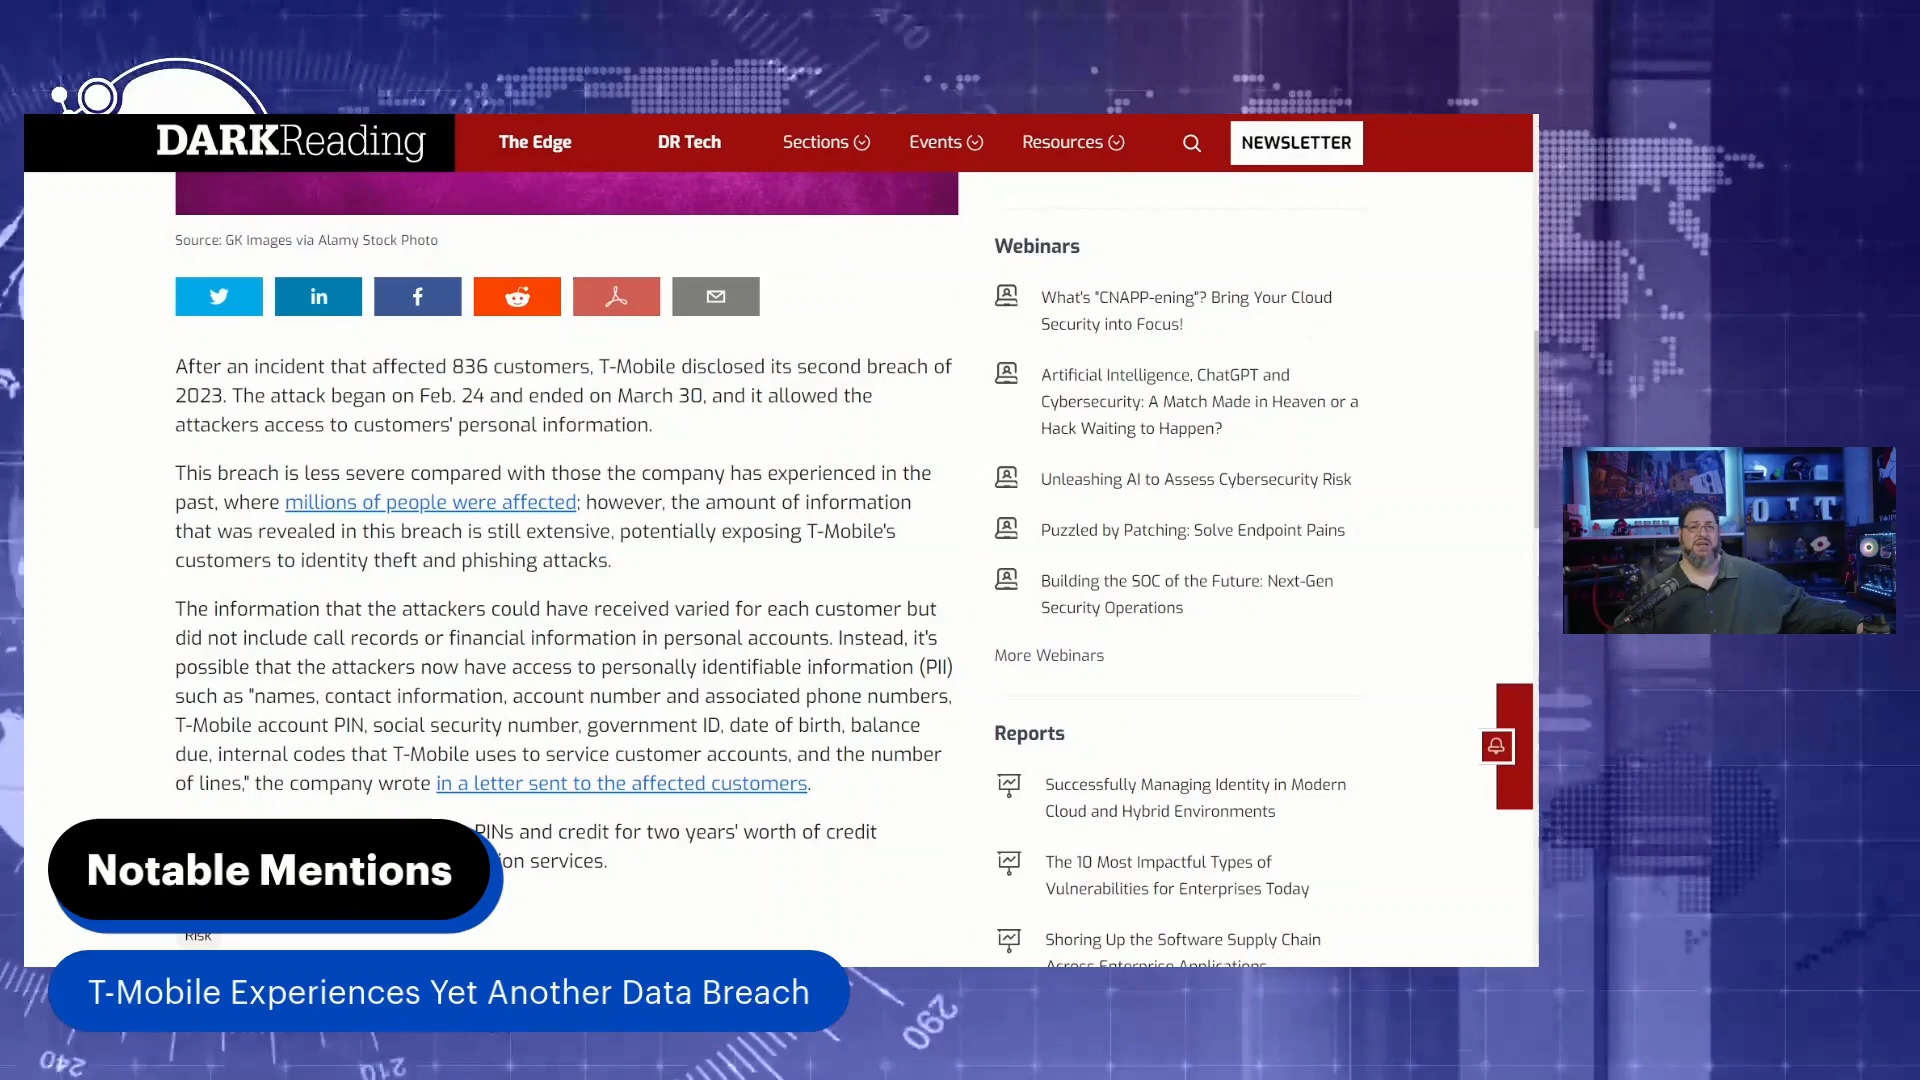 DARKReading
The Edge
DR Tech
Sections
Events
Resources
NEWSLETTER
Source: GK Images via Alamy Stock Photo
in
f
After an incident that affected 836 customers, T-Mobile disclosed its second breach of
2023. The attack began on Feb. 24 and ended on March 30, and it allowed the
attackers access to customers' personal information.
This breach is less severe compared with those the company has experienced in the
past, where millions of people were affected; however, the amount of information
that was revealed in this breach is still extensive, potentially exposing T-Mobile's
customers to identity theft and phishing attacks.
The information that the attackers could have received varied for each customer but
did not include call records or financial information in personal accounts. Instead, it's
possible that the attackers now have access to personally identifiable information (PII)
such as "names, contact information, account number and associated phone numbers,
T-Mobile account PIN, social security number, government ID, date of birth, balance
due, internal codes that T-Mobile uses to service customer accounts, and the number
of lines," the company wrote in a letter sent to the affected customers.
PINs and credit for two years' worth of credit
services.
Risk
Webinars
What's "CNAPP-ening"? Bring Your Cloud
Security into Focus!
Artificial Intelligence, ChatGPT and
Cybersecurity: A Match Made in Heaven or a
Hack Waiting to Happen?
Unleashing AI to Assess Cybersecurity Risk
Puzzled by Patching: Solve Endpoint Pains
Building the SOC of the Future: Next-Gen
Security Operations
More Webinars
Reports
Successfully Managing Identity in Modern
Cloud and Hybrid Environments
The 10 Most Impactful Types of
Vulnerabilities for Enterprises Today
Shoring Up the Software Supply Chain
Across Enterprise Applications
Notable Mentions
T-Mobile Experiences Yet Another Data Breach
240
210
290